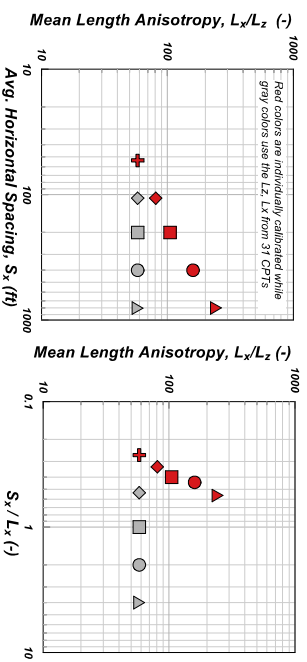 Mean Length Anisotropy, Lx/Lz (-)
10
100
1000
Red colors are individually calibrated while
gray colors use the Lz, Lx from 31 CPTs
10
100
1000
Avg. Horizontal Spacing, Sx (ft)
Mean Length Anisotropy, Lx/Lz (-)
10
100
1000
0.1
1
10
Sx / Lx (-)